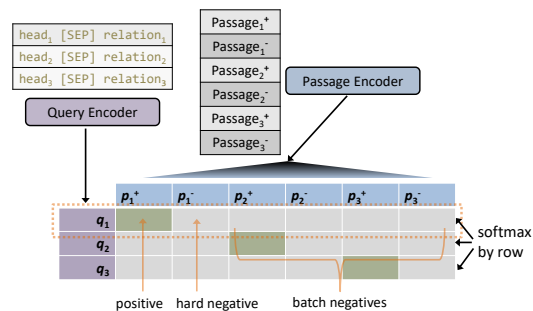 head₁ [SEP] relation₁
head₂ [SEP] relation₂
head₃ [SEP] relation₃
Query Encoder
Passage₁⁺
Passage₁⁻
Passage₂⁺
Passage₂⁻
Passage₃⁺
Passage₃⁻
Passage Encoder
p₁⁺ p₁⁻ p₂⁺ p₂⁻ p₃⁺ p₃⁻
q₁
q₂
q₃
softmax
by row
positive hard negative batch negatives